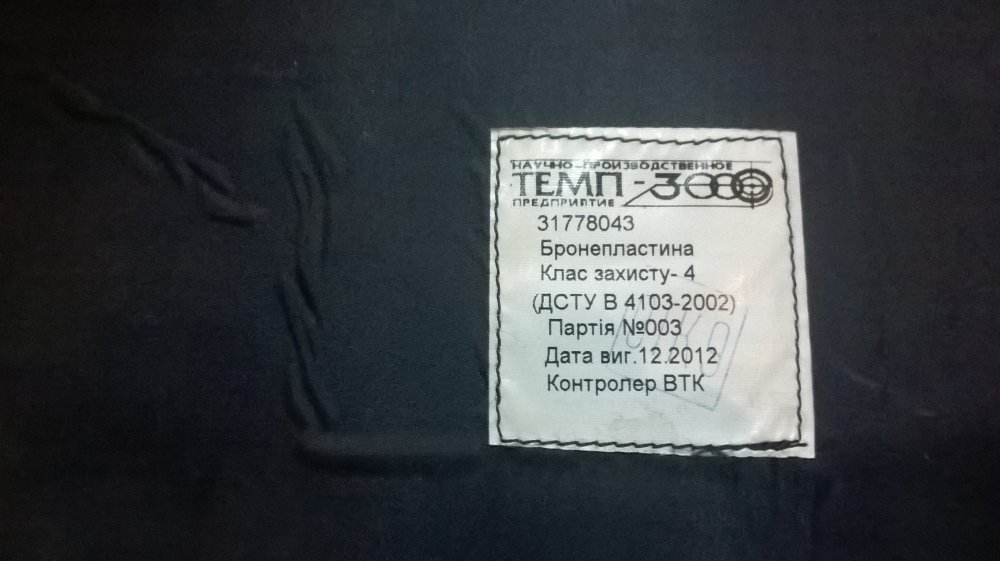 НАУЧНО-ПРОИЗВОДСТВЕННОЕ
ТЕМП-3000
ПРЕДПРИЯТИЕ
31778043
Бронепластина
Клас захисту- 4
(ДСТУ В 4103-2002)
Партія №003
Дата виг.12.2012
Контролер ВТК